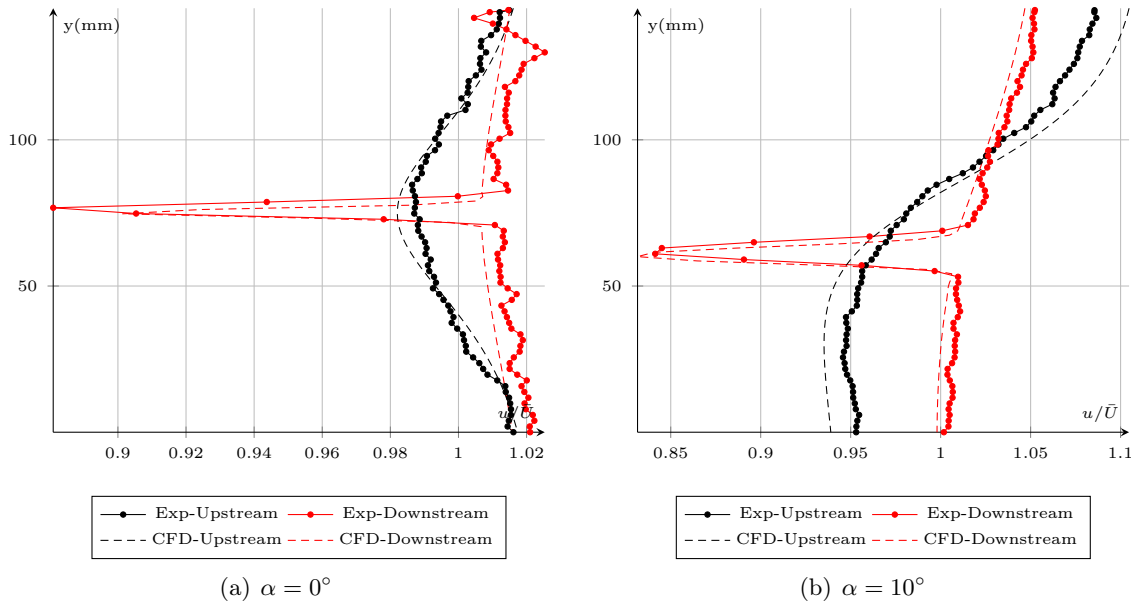 y(mm)
100
50
u/Ū
0.9 0.92 0.94 0.96 0.98 1 1.02
Exp-Upstream Exp-Downstream
CFD-Upstream CFD-Downstream
(a) α = 0°
y(mm)
100
50
u/Ū
0.85 0.9 0.95 1 1.05 1.1
Exp-Upstream Exp-Downstream
CFD-Upstream CFD-Downstream
(b) α = 10°